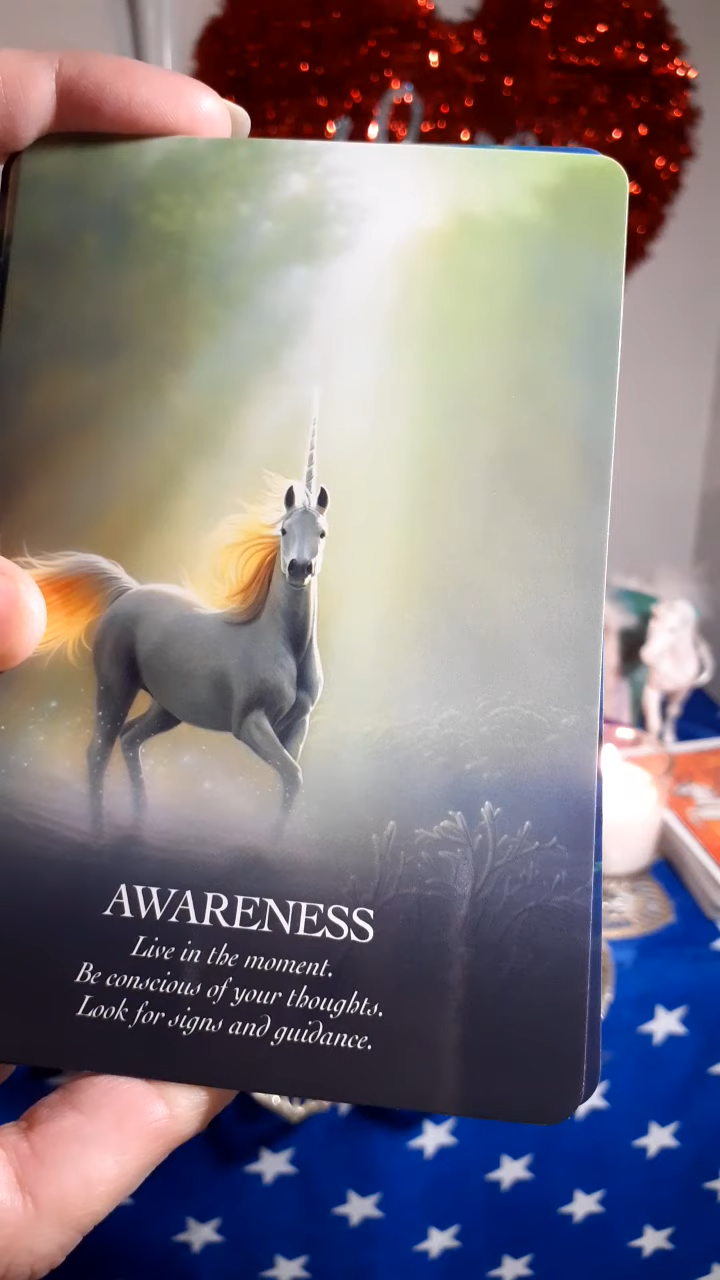 AWARENESS
Live in the moment.
Be conscious of your thoughts.
Look for signs and guidance.